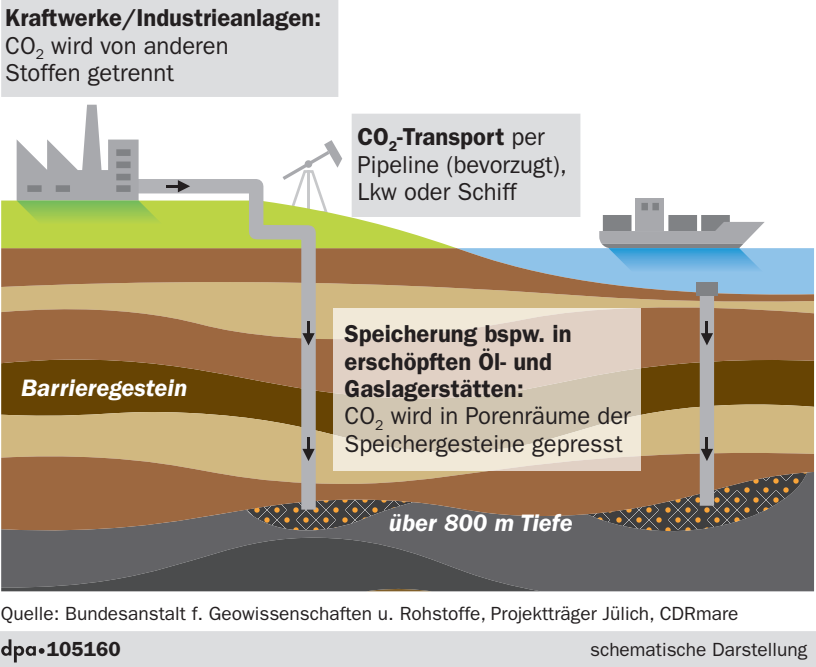 Kraftwerke/Industrieanlagen:
CO₂ wird von anderen
Stoffen getrennt
CO₂-Transport per
Pipeline (bevorzugt),
Lkw oder Schiff
Speicherung bspw. in
erschöpften Öl- und
Gaslagerstätten:
CO₂ wird in Porenräume der
Speichergesteine gepresst
Barrieregestein
über 800 m Tiefe
Quelle: Bundesanstalt f. Geowissenschaften u. Rohstoffe, Projektträger Jülich, CDRmare
dpa•105160
schematische Darstellung